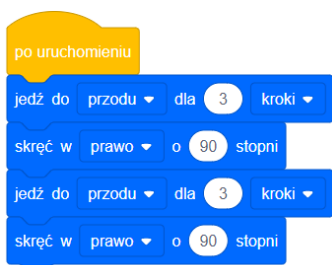 po uruchomieniu
jedź do przodu dla 3 kroki
skręć w prawo o 90 stopni
jedź do przodu dla 3 kroki
skręć w prawo o 90 stopni